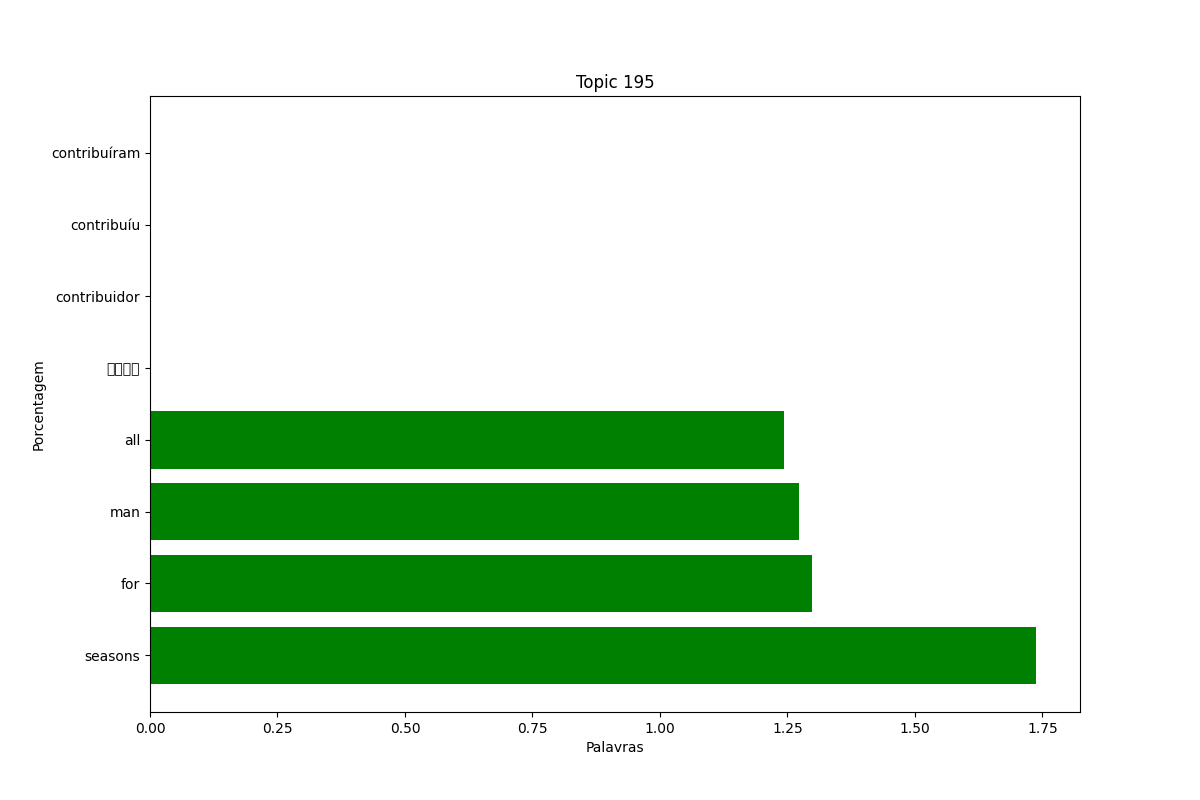 Topic 195
contribuíram
contribuíu
contribuidor
all
man
for
seasons
Porcentagem
0.00 0.25 0.50 0.75 1.00 1.25 1.50 1.75
Palavras